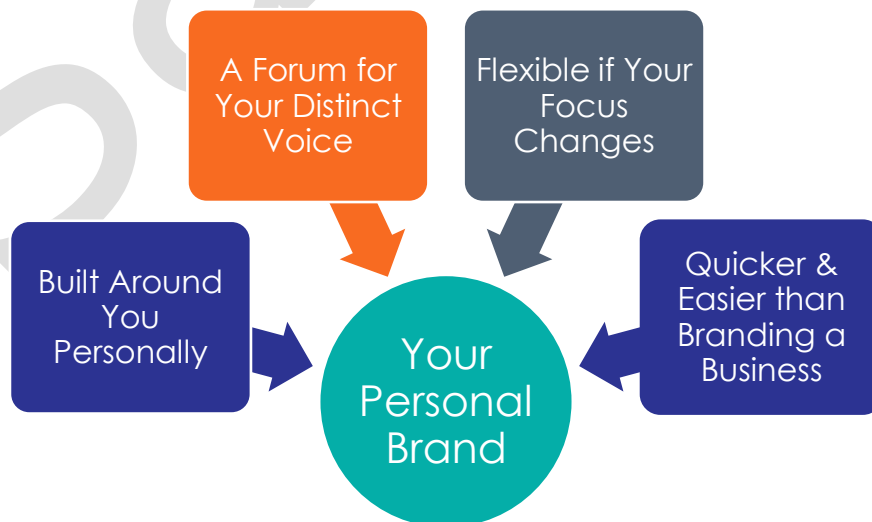 A Forum for
Your Distinct
Voice
Flexible if Your
Focus
Changes
Built Around
You
Personally
Quicker &
Easier than
Branding a
Business
Your
Personal
Brand